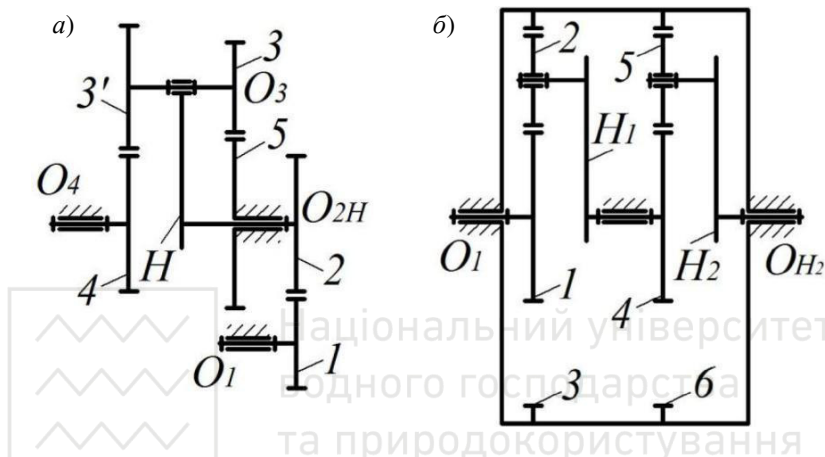 а)
3
3'
O3
5
O4
H
O2H
4
2
O1
1
б)
2
5
H1
O1
H2
OH2
1
4
3
6
Національний університет
водного господарства
та природокористування